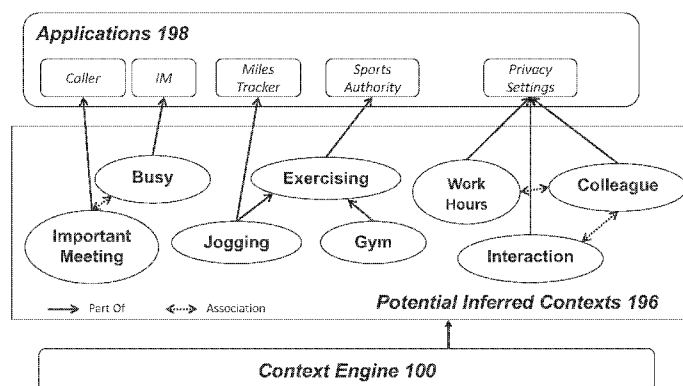 Applications 198
Caller
IM
Miles
Tracker
Sports
Authority
Privacy
Settings
Busy
Exercising
Work
Hours
Colleague
Important
Meeting
Jogging
Gym
Interaction
Part Of
Association
Potential Inferred Contexts 196
Context Engine 100